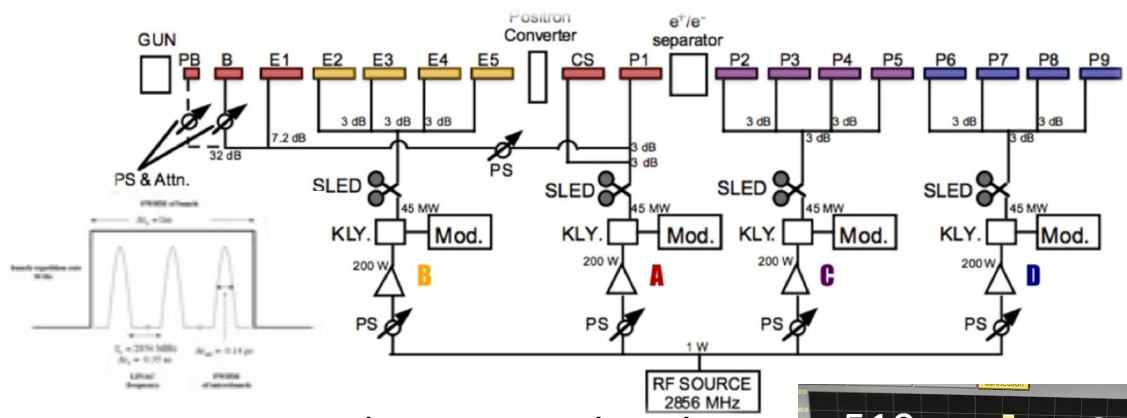 Positron
Converter
e+/e-
separator
GUN
PB B E1 E2 E3 E4 E5 CS P1 P2 P3 P4 P5 P6 P7 P8 P9
3 dB 3 dB 3 dB 3 dB 3 dB 3 dB 3 dB
7.2 dB 3 dB 3 dB 3 dB
32 dB 3 dB
PS
PS & Attn.
SLED SLED SLED SLED
45 MW 45 MW 45 MW 45 MW
KLY. Mod. KLY. Mod. KLY. Mod. KLY. Mod.
200 W B 200 W A 200 W C 200 W D
PS PS PS PS
1 W
RF SOURCE
2856 MHz
LINAC
frequency